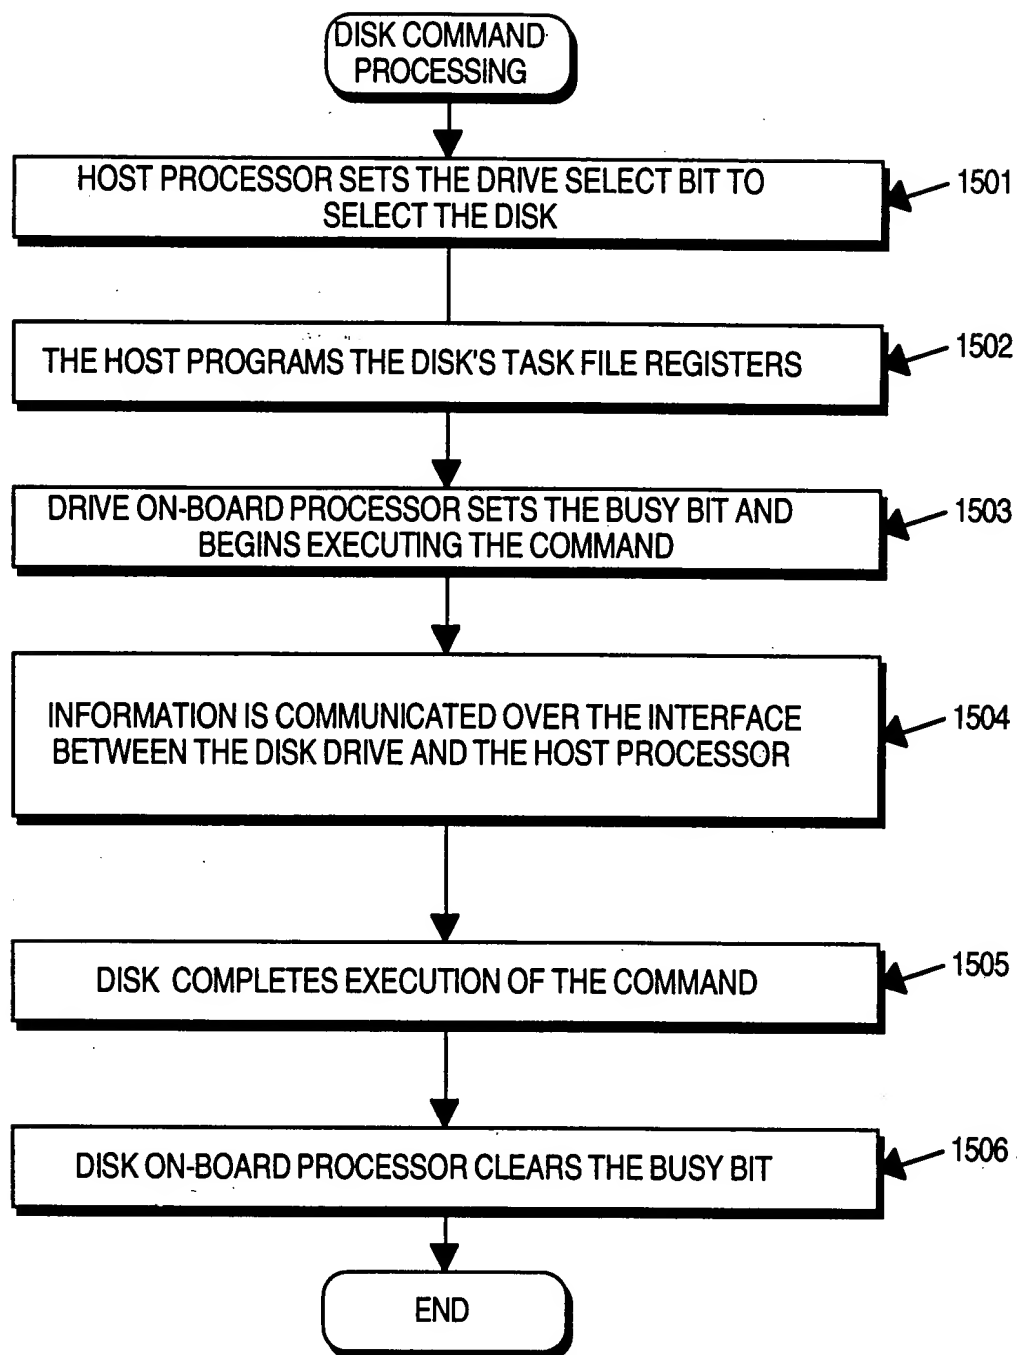 DISK COMMAND
PROCESSING
HOST PROCESSOR SETS THE DRIVE SELECT BIT TO
SELECT THE DISK
1501
THE HOST PROGRAMS THE DISK'S TASK FILE REGISTERS
1502
DRIVE ON-BOARD PROCESSOR SETS THE BUSY BIT AND
BEGINS EXECUTING THE COMMAND
1503
INFORMATION IS COMMUNICATED OVER THE INTERFACE
BETWEEN THE DISK DRIVE AND THE HOST PROCESSOR
1504
DISK COMPLETES EXECUTION OF THE COMMAND
1505
DISK ON-BOARD PROCESSOR CLEARS THE BUSY BIT
1506
END